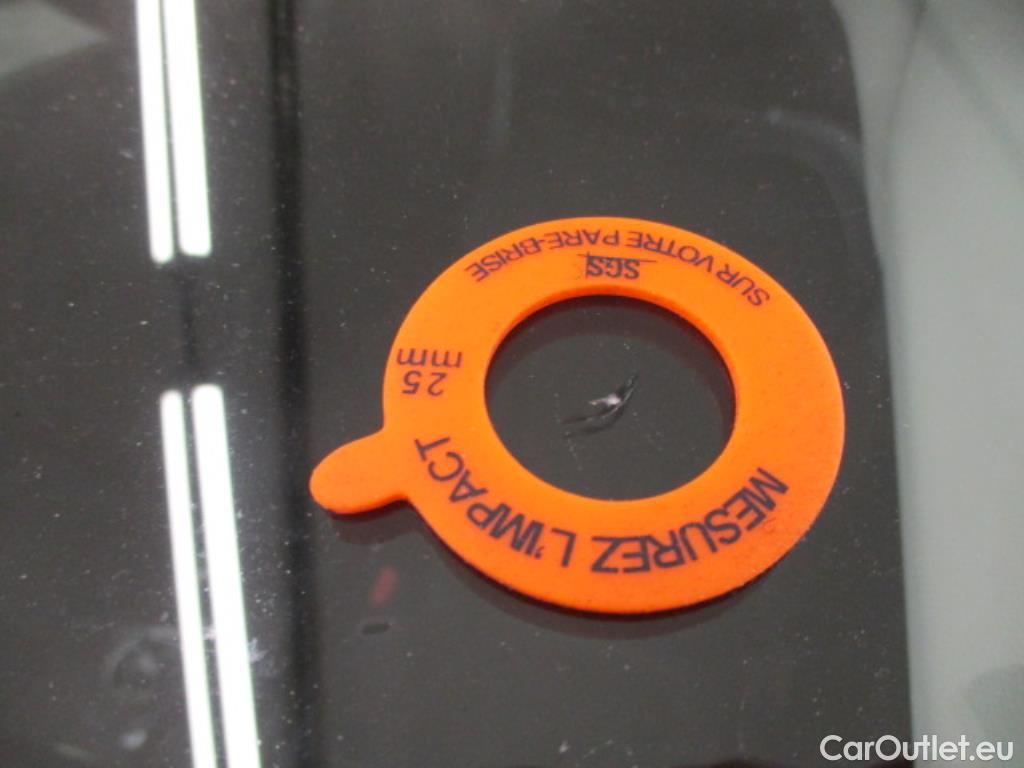 MESUREZ L'IMPACT
25
mm
SGS
SUR VOTRE PARE-BRISE
CarOutlet.eu